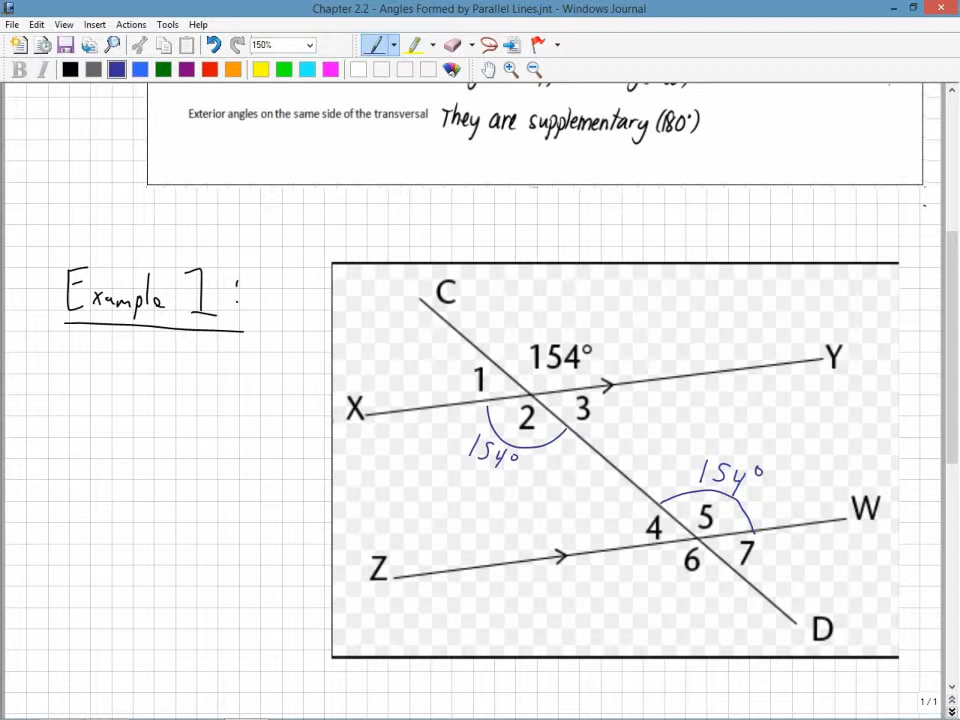 Chapter 2.2 - Angles Formed by Parallel Lines.jnt - Windows Journal
File Edit View Insert Actions Tools Help
150%
B I
Exterior angles on the same side of the transversal They are supplementary (180°)
Example 1 :
C
154°
1
Y
X
2
3
154°
154°
W
4
5
Z
6
7
D
1 / 1